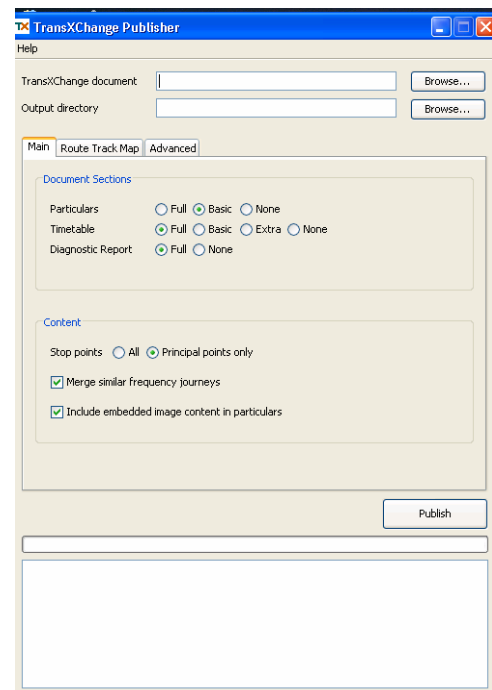 TX TransXChange Publisher
Help
TransXChange document Browse...
Output directory Browse...
Main Route Track Map Advanced
Document Sections
Particulars Full Basic None
Timetable Full Basic Extra None
Diagnostic Report Full None
Content
Stop points All Principal points only
Merge similar frequency journeys
Include embedded image content in particulars
Publish